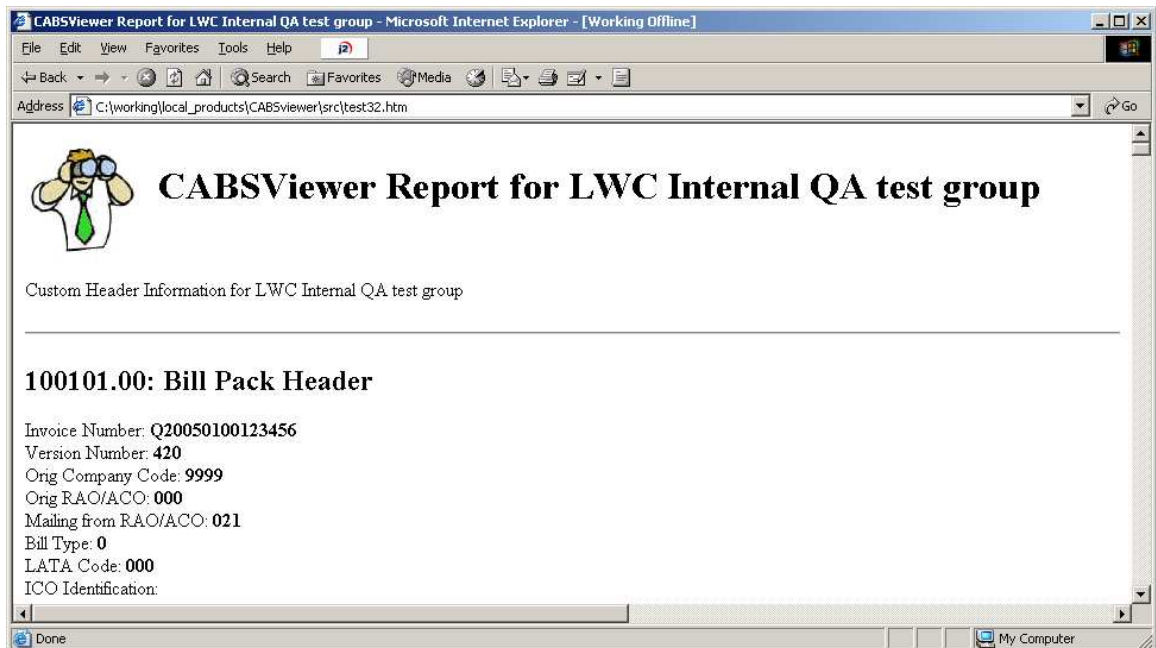 CABSViewer Report for LWC Internal QA test group - Microsoft Internet Explorer - [Working Offline]
File Edit View Favorites Tools Help j2
Back Search Favorites Media
Address C:\working\local_products\CABSviewer\src\test32.htm Go
CABSViewer Report for LWC Internal QA test group
Custom Header Information for LWC Internal QA test group
100101.00: Bill Pack Header
Invoice Number: Q20050100123456
Version Number: 420
Orig Company Code: 9999
Orig RAO/ACO: 000
Mailing from RAO/ACO: 021
Bill Type: 0
LATA Code: 000
ICO Identification:
Done My Computer